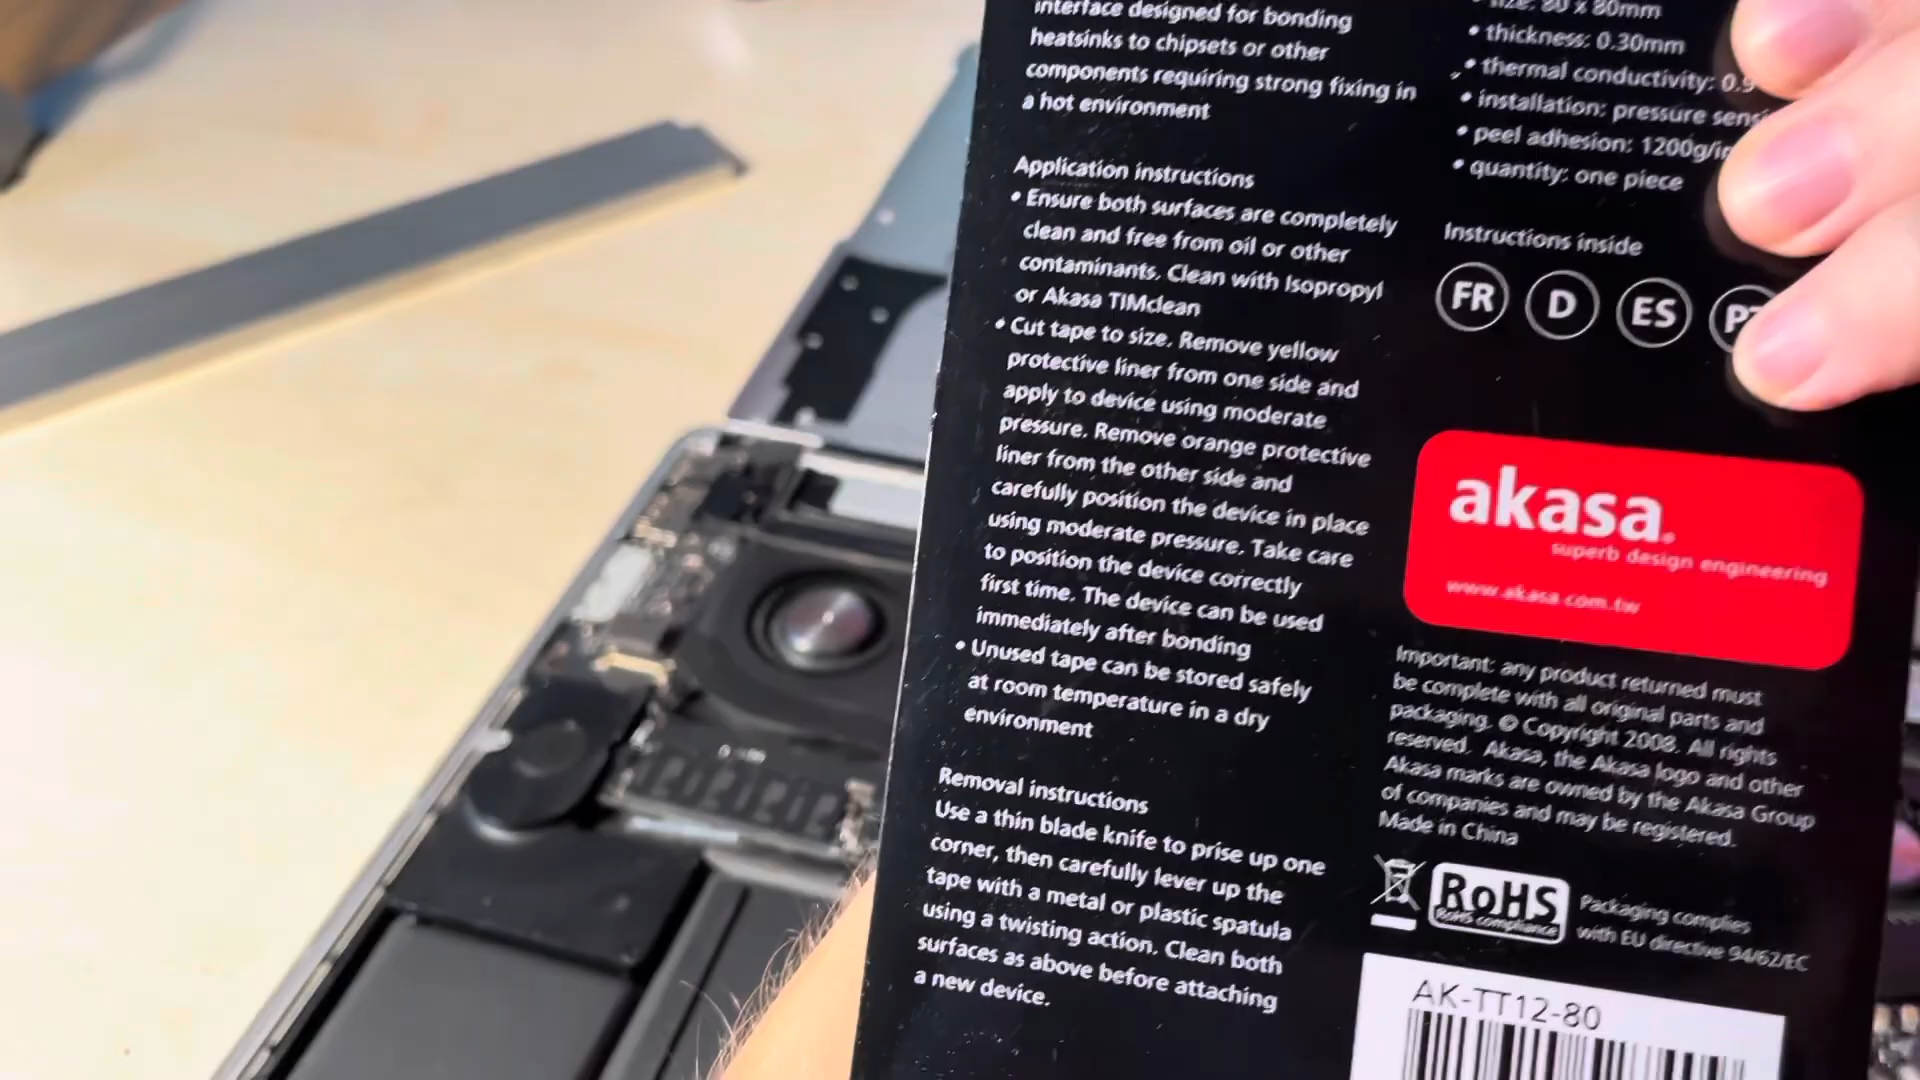 interface designed for bonding
heatsinks to chipsets or other
components requiring strong fixing in
a hot environment
Application instructions
• Ensure both surfaces are completely
clean and free from oil or other
contaminants. Clean with Isopropyl
or Akasa TIMclean
• Cut tape to size. Remove yellow
protective liner from one side and
apply to device using moderate
pressure. Remove orange protective
liner from the other side and
carefully position the device in place
using moderate pressure. Take care
to position the device correctly
first time. The device can be used
immediately after bonding
• Unused tape can be stored safely
at room temperature in a dry
environment
Removal instructions
Use a thin blade knife to prise up one
corner, then carefully lever up the
tape with a metal or plastic spatula
using a twisting action. Clean both
surfaces as above before attaching
a new device.
• size: 80 x 80mm
• thickness: 0.30mm
• thermal conductivity: 0.9
• installation: pressure
• peel adhesion:
• quantity: one piece
Instructions inside
FR D ES
akasa
superb design engineering
www.akasa.com.tw
Important: any product returned must
be complete with all original parts and
packaging. © Copyright 2008. All rights
reserved. Akasa, the Akasa logo and other
Akasa marks are owned by the Akasa Group
of companies and may be registered.
Made in China
RoHS
RoHS compliance
Packaging complies
with EU directive 94/62/EC
AK-TT12-80